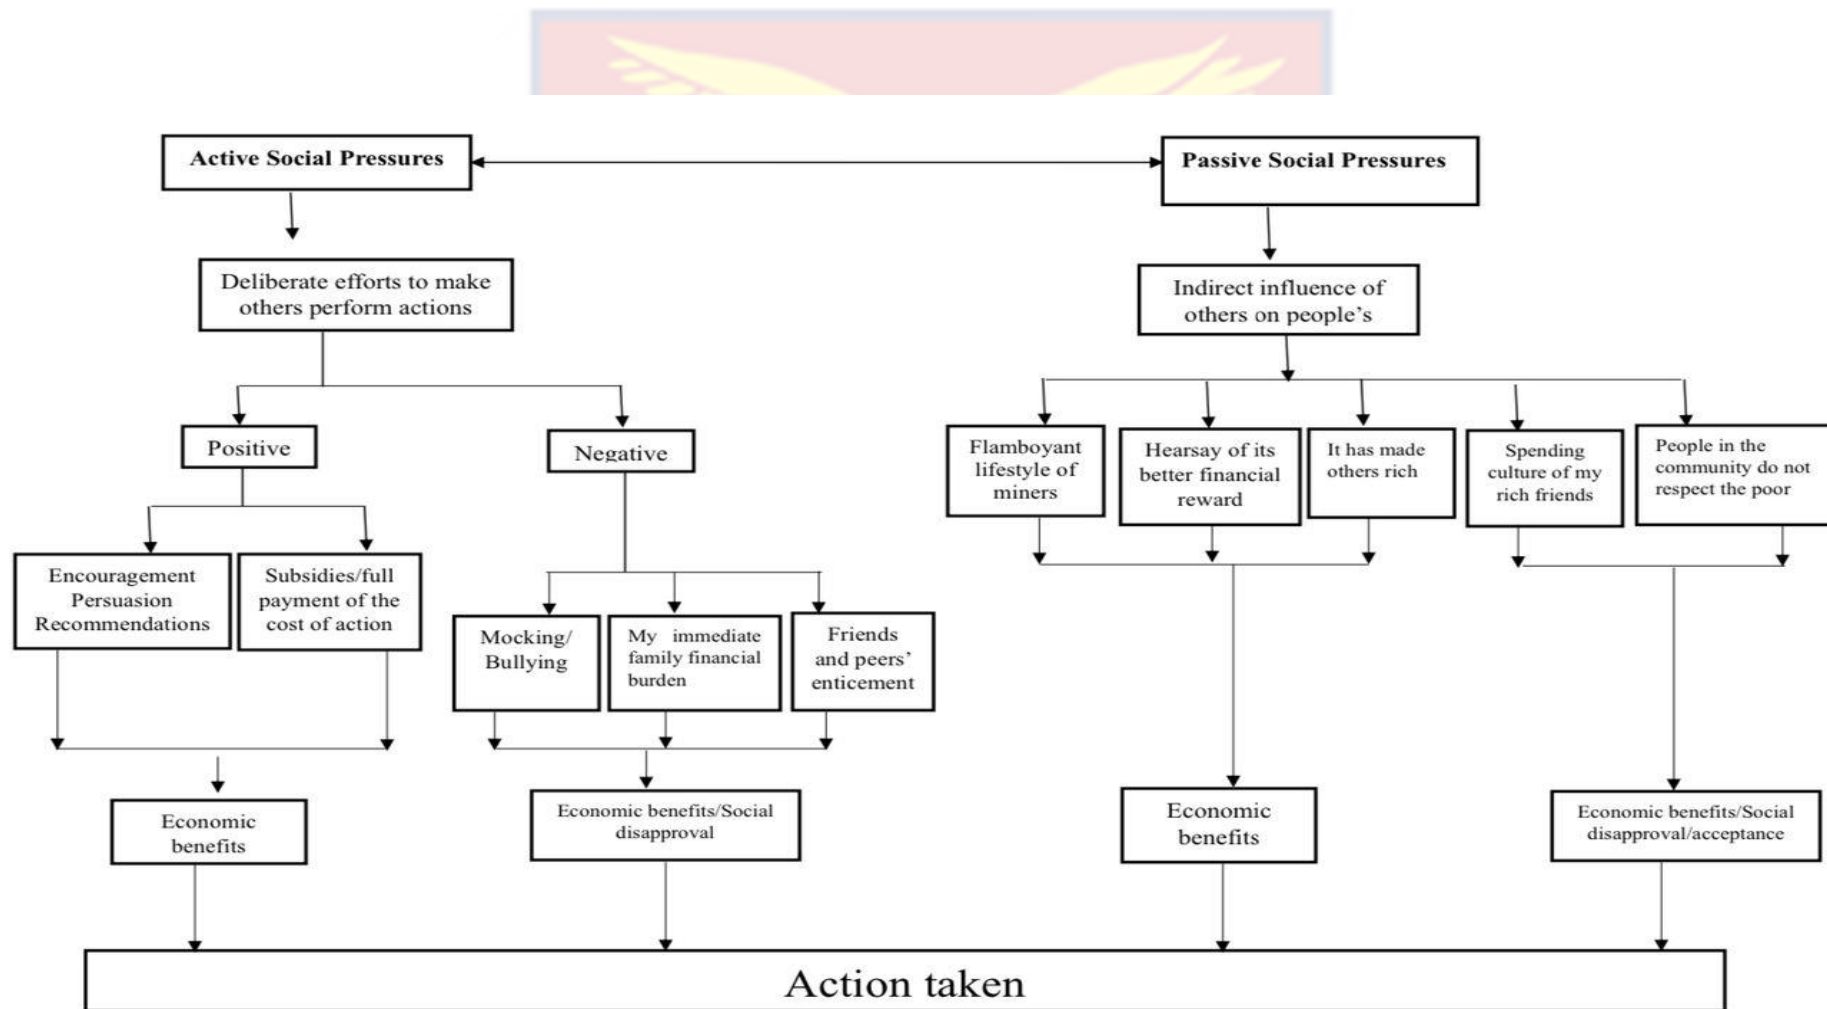 Active Social Pressures
Passive Social Pressures
Deliberate efforts to make
others perform actions
Indirect influence of
others on people’s
Positive
Negative
Flamboyant
lifestyle of
miners
Hearsay of its
better financial
reward
It has made
others rich
Spending
culture of my
rich friends
People in the
community do not
respect the poor
Encouragement
Persuasion
Recommendations
Subsidies/full
payment of the
cost of action
Mocking/
Bullying
My immediate
family financial
burden
Friends
and peers’
enticement
Economic
benefits
Economic benefits/Social
disapproval
Economic
benefits
Economic benefits/Social
disapproval/acceptance
Action taken